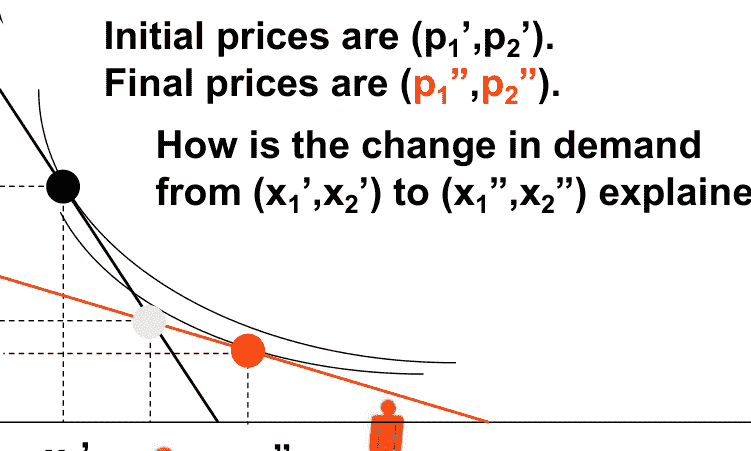 Initial prices are (p₁’,p₂’).
Final prices are (p₁”,p₂”).
How is the change in demand
from (x₁’,x₂’) to (x₁”,x₂”) explaine